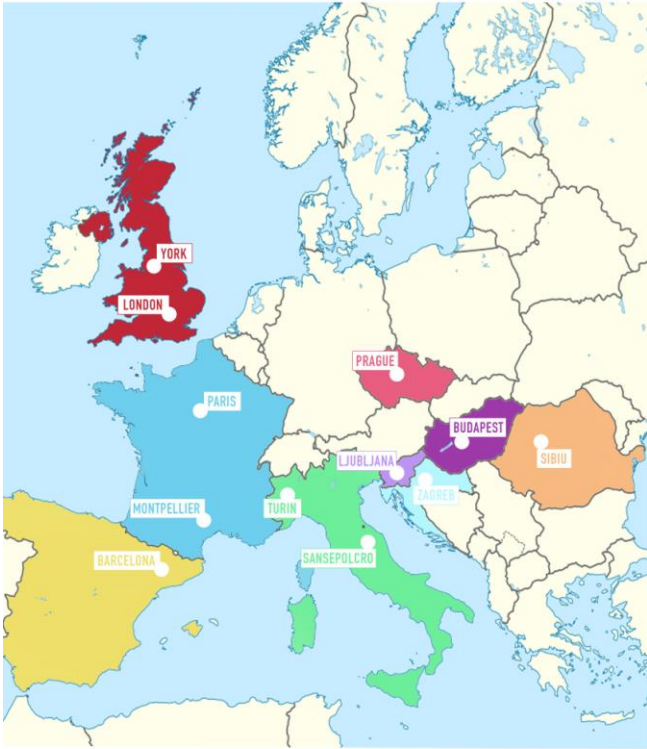 YORK
LONDON
PRAGUE
PARIS
BUDAPEST
SIBIU
LJUBLJANA
ZAGREB
MONTPELLIER
TURIN
SANSEPOLCRO
BARCELONA